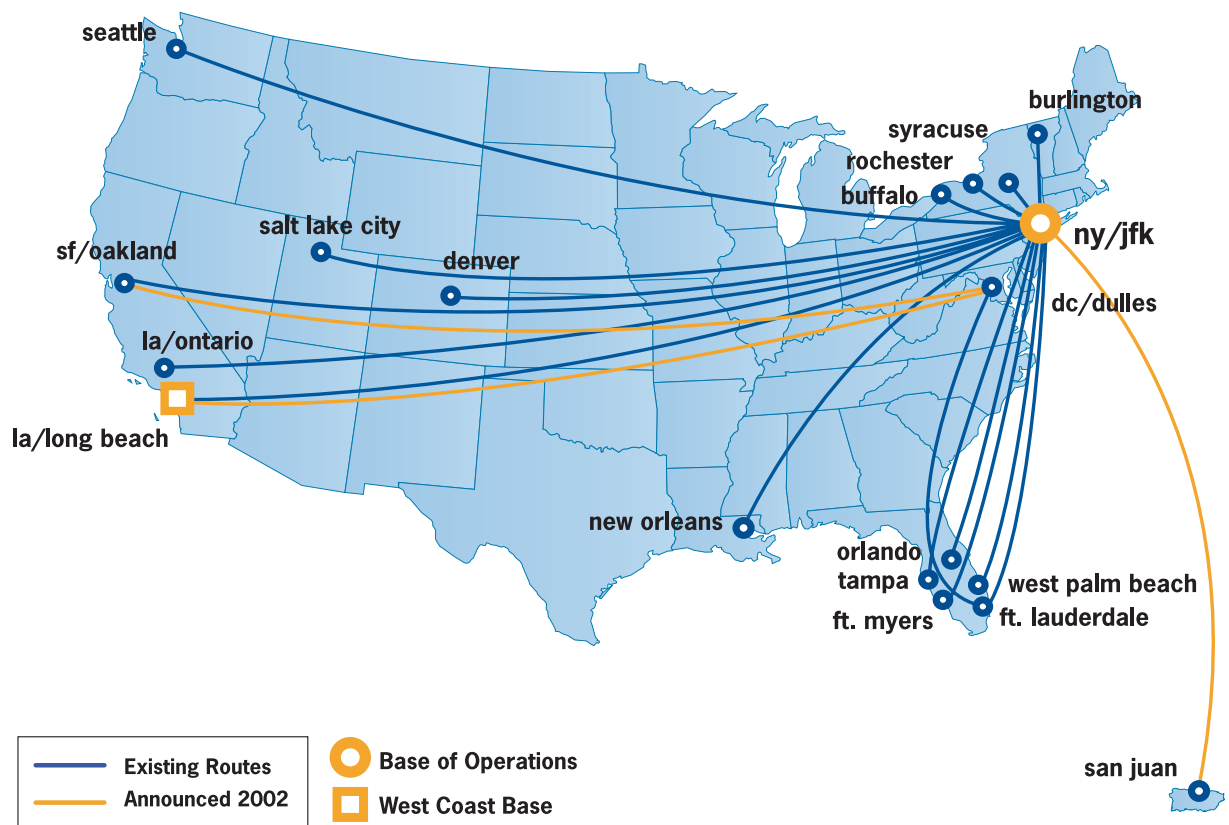 seattle
burlington
syracuse
rochester
buffalo
salt lake city
ny/jfk
sf/oakland
denver
dc/dulles
la/ontario
la/long beach
new orleans
orlando
tampa
west palm beach
ft. myers
ft. lauderdale
san juan
Existing Routes
Announced 2002
Base of Operations
West Coast Base